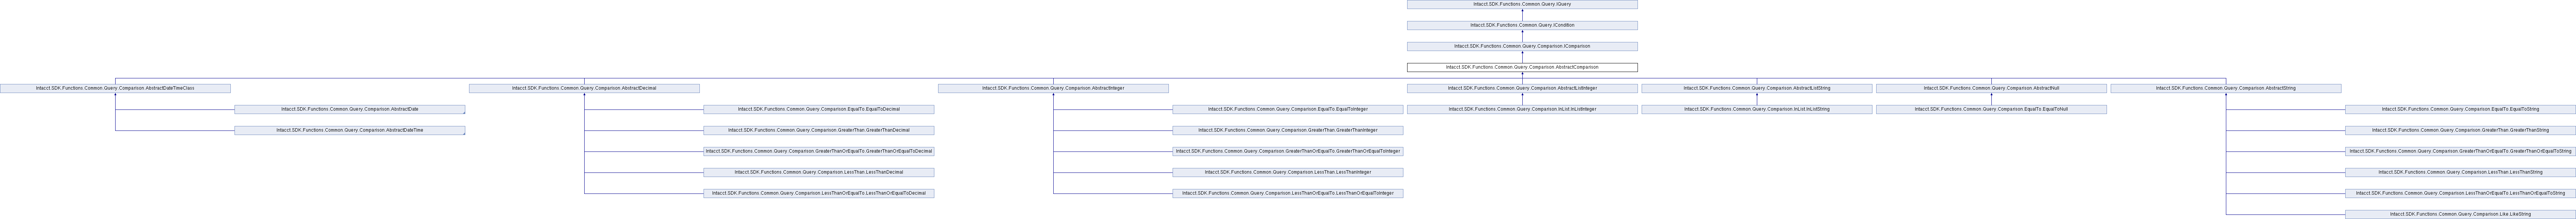 Intacct.SDK.Functions.Common.Query.IQuery
Intacct.SDK.Functions.Common.Query.ICondition
Intacct.SDK.Functions.Common.Query.Comparison.IComparison
Intacct.SDK.Functions.Common.Query.Comparison.AbstractComparison
Intacct.SDK.Functions.Common.Query.Comparison.AbstractDateTimeClass
Intacct.SDK.Functions.Common.Query.Comparison.AbstractDecimal
Intacct.SDK.Functions.Common.Query.Comparison.AbstractInteger
Intacct.SDK.Functions.Common.Query.Comparison.AbstractListInteger
Intacct.SDK.Functions.Common.Query.Comparison.AbstractListString
Intacct.SDK.Functions.Common.Query.Comparison.AbstractNull
Intacct.SDK.Functions.Common.Query.Comparison.AbstractString
Intacct.SDK.Functions.Common.Query.Comparison.AbstractDate
Intacct.SDK.Functions.Common.Query.Comparison.EqualTo.EqualToDecimal
Intacct.SDK.Functions.Common.Query.Comparison.EqualTo.EqualToInteger
Intacct.SDK.Functions.Common.Query.Comparison.InList.InListInteger
Intacct.SDK.Functions.Common.Query.Comparison.InList.InListString
Intacct.SDK.Functions.Common.Query.Comparison.EqualTo.EqualToNull
Intacct.SDK.Functions.Common.Query.Comparison.EqualTo.EqualToString
Intacct.SDK.Functions.Common.Query.Comparison.AbstractDateTime
Intacct.SDK.Functions.Common.Query.Comparison.GreaterThan.GreaterThanDecimal
Intacct.SDK.Functions.Common.Query.Comparison.GreaterThan.GreaterThanInteger
Intacct.SDK.Functions.Common.Query.Comparison.GreaterThan.GreaterThanString
Intacct.SDK.Functions.Common.Query.Comparison.GreaterThanOrEqualTo.GreaterThanOrEqualToDecimal
Intacct.SDK.Functions.Common.Query.Comparison.GreaterThanOrEqualTo.GreaterThanOrEqualToInteger
Intacct.SDK.Functions.Common.Query.Comparison.GreaterThanOrEqualTo.GreaterThanOrEqualToString
Intacct.SDK.Functions.Common.Query.Comparison.LessThan.LessThanDecimal
Intacct.SDK.Functions.Common.Query.Comparison.LessThan.LessThanInteger
Intacct.SDK.Functions.Common.Query.Comparison.LessThan.LessThanString
Intacct.SDK.Functions.Common.Query.Comparison.LessThanOrEqualTo.LessThanOrEqualToDecimal
Intacct.SDK.Functions.Common.Query.Comparison.LessThanOrEqualTo.LessThanOrEqualToInteger
Intacct.SDK.Functions.Common.Query.Comparison.LessThanOrEqualTo.LessThanOrEqualToString
Intacct.SDK.Functions.Common.Query.Comparison.Like.LikeString